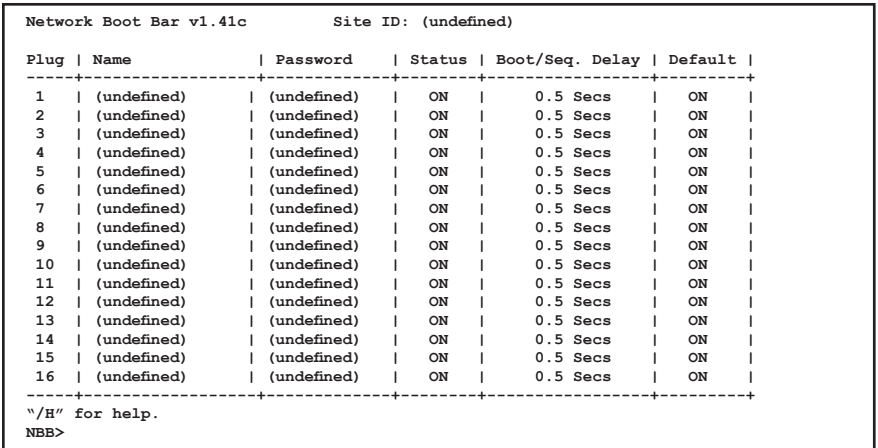 Network Boot Bar v1.41c          Site ID: (undefined)
Plug | Name                | Password      | Status | Boot/Seq. Delay | Default |
-----+---------------------+---------------+--------+-----------------+---------+
 1   | (undefined)         | (undefined)   |   ON   |     0.5 Secs    |   ON    |
 2   | (undefined)         | (undefined)   |   ON   |     0.5 Secs    |   ON    |
 3   | (undefined)         | (undefined)   |   ON   |     0.5 Secs    |   ON    |
 4   | (undefined)         | (undefined)   |   ON   |     0.5 Secs    |   ON    |
 5   | (undefined)         | (undefined)   |   ON   |     0.5 Secs    |   ON    |
 6   | (undefined)         | (undefined)   |   ON   |     0.5 Secs    |   ON    |
 7   | (undefined)         | (undefined)   |   ON   |     0.5 Secs    |   ON    |
 8   | (undefined)         | (undefined)   |   ON   |     0.5 Secs    |   ON    |
 9   | (undefined)         | (undefined)   |   ON   |     0.5 Secs    |   ON    |
 10  | (undefined)         | (undefined)   |   ON   |     0.5 Secs    |   ON    |
 11  | (undefined)         | (undefined)   |   ON   |     0.5 Secs    |   ON    |
 12  | (undefined)         | (undefined)   |   ON   |     0.5 Secs    |   ON    |
 13  | (undefined)         | (undefined)   |   ON   |     0.5 Secs    |   ON    |
 14  | (undefined)         | (undefined)   |   ON   |     0.5 Secs    |   ON    |
 15  | (undefined)         | (undefined)   |   ON   |     0.5 Secs    |   ON    |
 16  | (undefined)         | (undefined)   |   ON   |     0.5 Secs    |   ON    |
-----+---------------------+---------------+--------+-----------------+---------+
“/H” for help.
NBB>